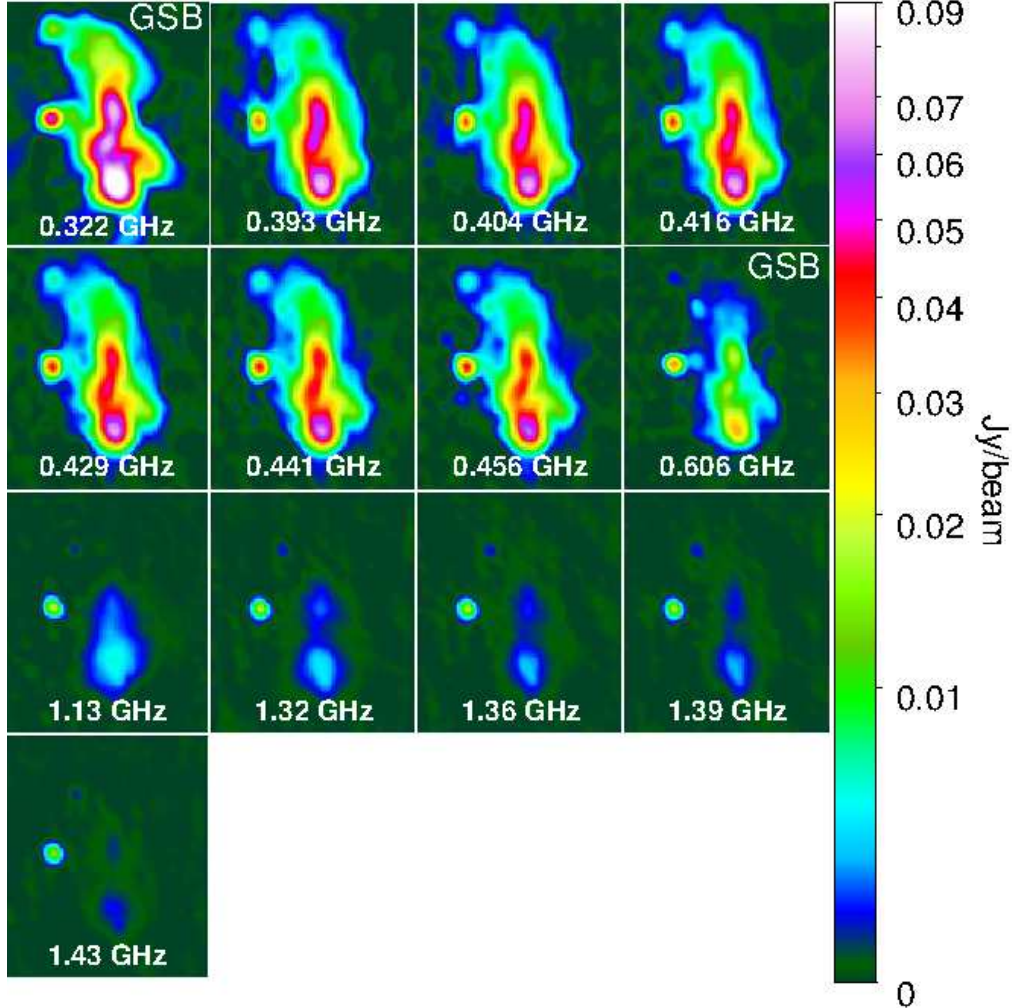 GSB
0.322 GHz
0.393 GHz
0.404 GHz
0.416 GHz
GSB
0.429 GHz
0.441 GHz
0.456 GHz
0.606 GHz
1.13 GHz
1.32 GHz
1.36 GHz
1.39 GHz
1.43 GHz
0.09
0.07
0.06
0.05
0.04
0.03
0.02
0.01
0
Jy/beam